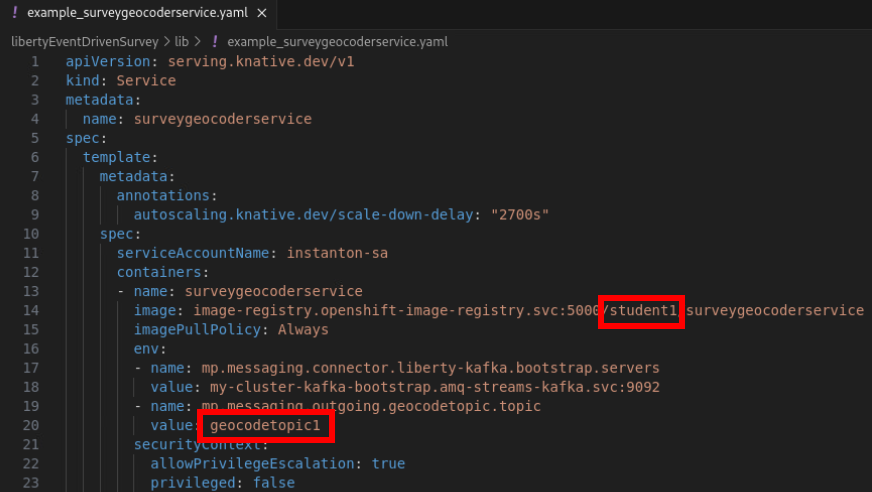 ! example_surveygeocoderservice.yaml ×
libertyEventDrivenSurvey > lib > ! example_surveygeocoderservice.yaml
1 apiVersion: serving.knative.dev/v1
2 kind: Service
3 metadata:
4 name: surveygeocoderservice
5 spec:
6 template:
7 metadata:
8 annotations:
9 autoscaling.knative.dev/scale-down-delay: "2700s"
10 spec:
11 serviceAccountName: instanton-sa
12 containers:
13 - name: surveygeocoderservice
14 image: image-registry.openshift-image-registry.svc:5000/student1/surveygeocoderservice
15 imagePullPolicy: Always
16 env:
17 - name: mp.messaging.connector.liberty-kafka.bootstrap.servers
18 value: my-cluster-kafka-bootstrap.amq-streams-kafka.svc:9092
19 - name: mp.messaging.outgoing.geocodetopic.topic
20 value: geocodetopic1
21 securityContext:
22 allowPrivilegeEscalation: true
23 privileged: false